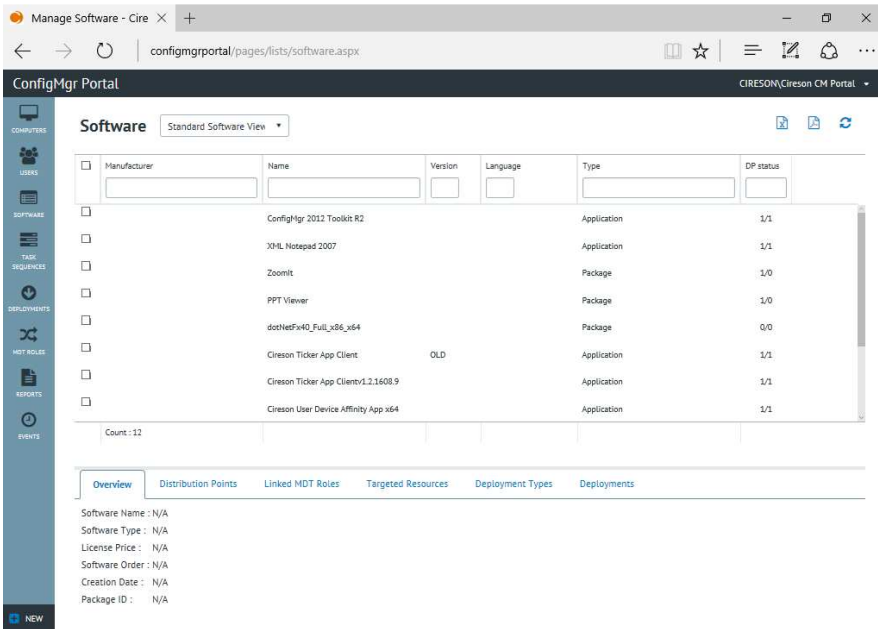 Manage Software - Cire
configmgrportal/pages/lists/software.aspx
ConfigMgr Portal
CIRESON\Cireson CM Portal
COMPUTERS
USERS
SOFTWARE
TASK
SEQUENCES
DEPLOYMENTS
MDT ROLES
REPORTS
EVENTS
NEW
Software Standard Software View
Manufacturer Name Version Language Type DP status
ConfigMgr 2012 Toolkit R2 Application 1/1
XML Notepad 2007 Application 1/1
ZoomIt Package 1/0
PPT Viewer Package 1/0
dotNetFx40_Full_x86_x64 Package 0/0
Cireson Ticker App Client OLD Application 1/1
Cireson Ticker App Clientv1.2.1608.9 Application 1/1
Cireson User Device Affinity App x64 Application 1/1
Count : 12
Overview Distribution Points Linked MDT Roles Targeted Resources Deployment Types Deployments
Software Name : N/A
Software Type : N/A
License Price : N/A
Software Order : N/A
Creation Date : N/A
Package ID : N/A